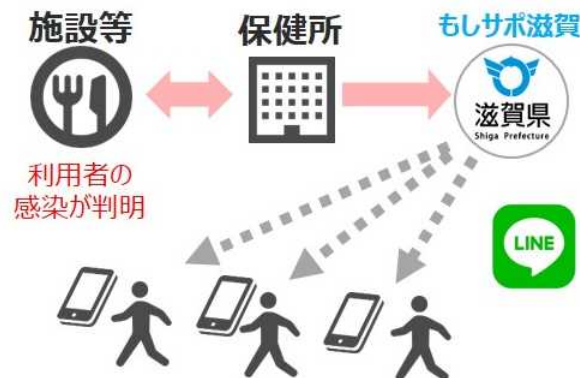 施設等
保健所
もしサポ滋賀
滋賀県
Shiga Prefecture
利用者の
感染が判明
LINE